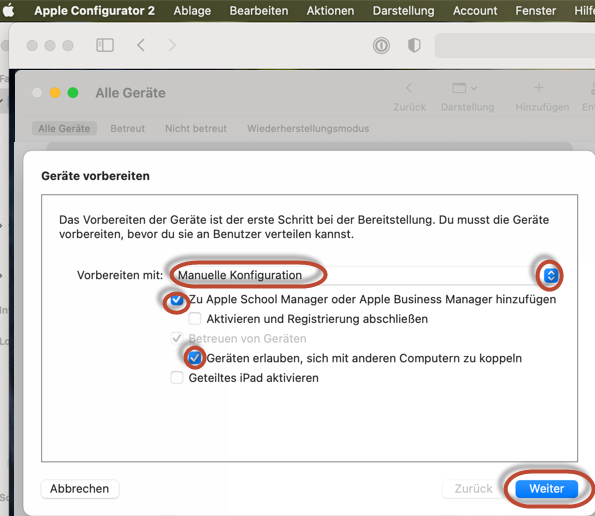 Apple Configurator 2 Ablage Bearbeiten Aktionen Darstellung Account Fenster
Alle Geräte
Zurück Darstellung Hinzufügen
Alle Geräte Betreut Nicht betreut Wiederherstellungsmodus
Geräte vorbereiten
Das Vorbereiten der Geräte ist der erste Schritt bei der Bereitstellung. Du musst die Geräte
vorbereiten, bevor du sie an Benutzer verteilen kannst.
Vorbereiten mit: Manuelle Konfiguration
Zu Apple School Manager oder Apple Business Manager hinzufügen
Aktivieren und Registrierung abschließen
Betreuen von Geräten
Geräten erlauben, sich mit anderen Computern zu koppeln
Geteiltes iPad aktivieren
Abbrechen Zurück Weiter